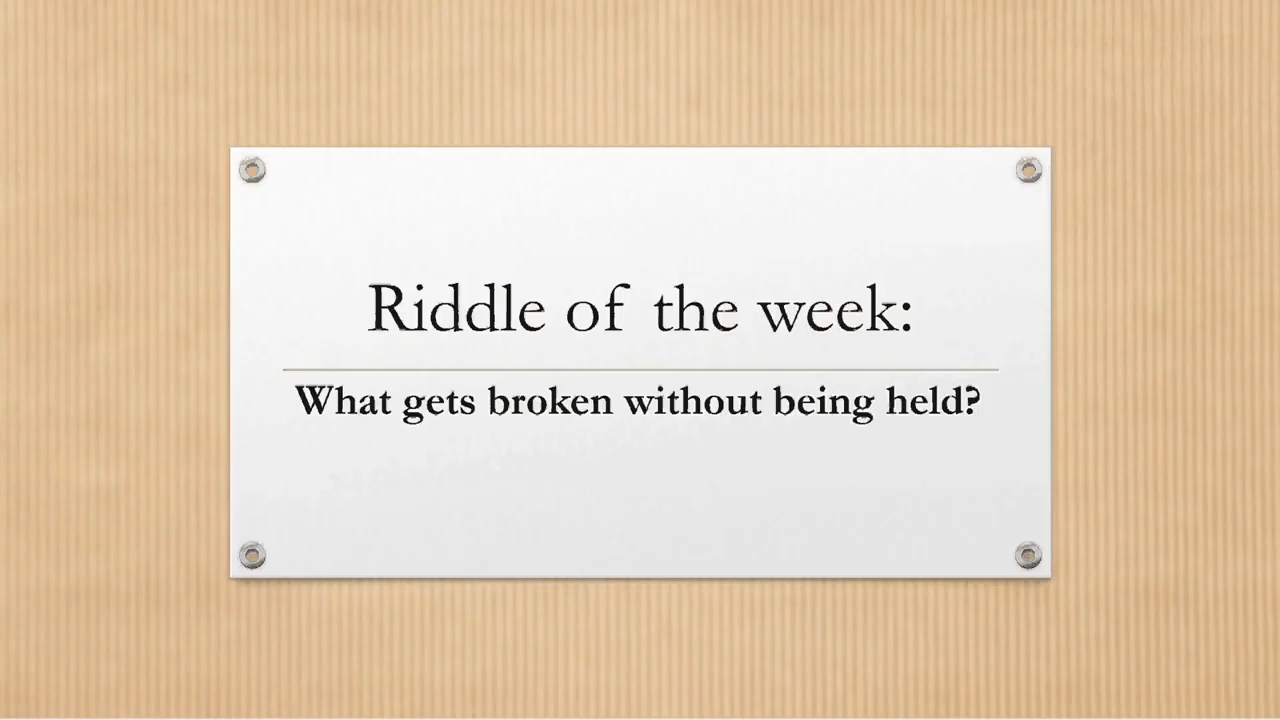 Riddle of the week:
What gets broken without being held?